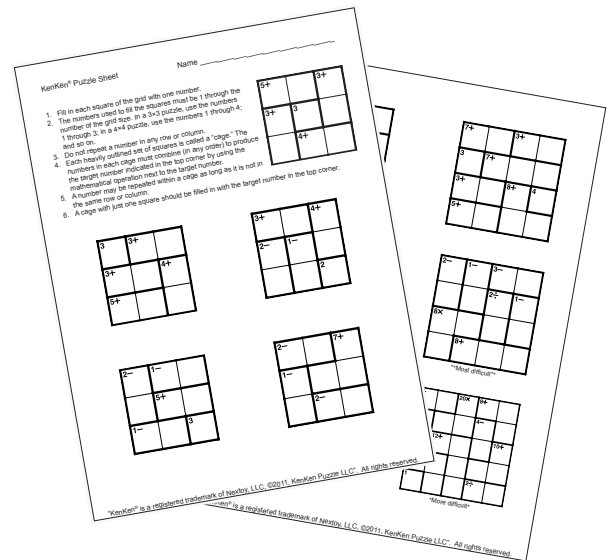 KenKen® Puzzle Sheet
Name
1. Fill in each square of the grid with one number.
2. The numbers used to fill the squares must be 1 through the
number of the grid size. In a 3×3 puzzle, use the numbers
1 through 3; in a 4×4 puzzle, use the numbers 1 through 4;
and so on.
3. Do not repeat a number in any row or column.
4. Each heavily outlined set of squares is called a "cage." The
numbers in each cage must combine (in any order) to produce
the target number indicated in the top corner by using the
mathematical operation next to the target number.
5. A number may be repeated within a cage as long as it is not in
the same row or column.
6. A cage with just one square should be filled in with the target number in the top corner.
5+ 3+
3+ 3
4+
3 3+
3+ 4+
5+
3+ 4+
2− 1−
2
2− 1−
5+
1− 3
2− 7+
1−
2−
"KenKen® is a registered trademark of Nextoy, LLC, ©2011, KenKen Puzzle LLC". All rights reserved.
7+ 3+
3 7+
3+ 8+ 4
5+
2− 1− 3−
2÷ 1−
8×
8+
**Most difficult**
20× 9+
4−
12+ 10+
2÷
*More difficult*
is a registered trademark of Nextoy, LLC, ©2011, KenKen Puzzle LLC". All rights reserved.